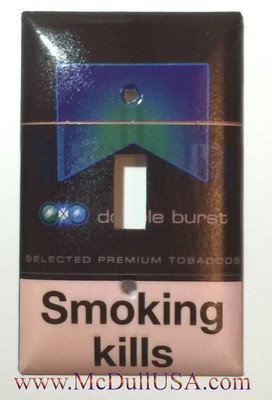 double burst
SELECTED PREMIUM TOBACCOS
Smoking
kills
www.McDullUSA.com